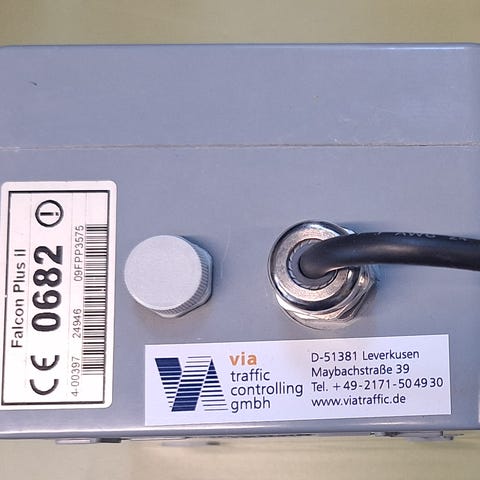 Falcon Plus II
CE 0682
4-00397 24946 09FPP3575
via
traffic
controlling
gmbh
D-51381 Leverkusen
Maybachstraße 39
Tel. +49-2171-504930
www.viatraffic.de